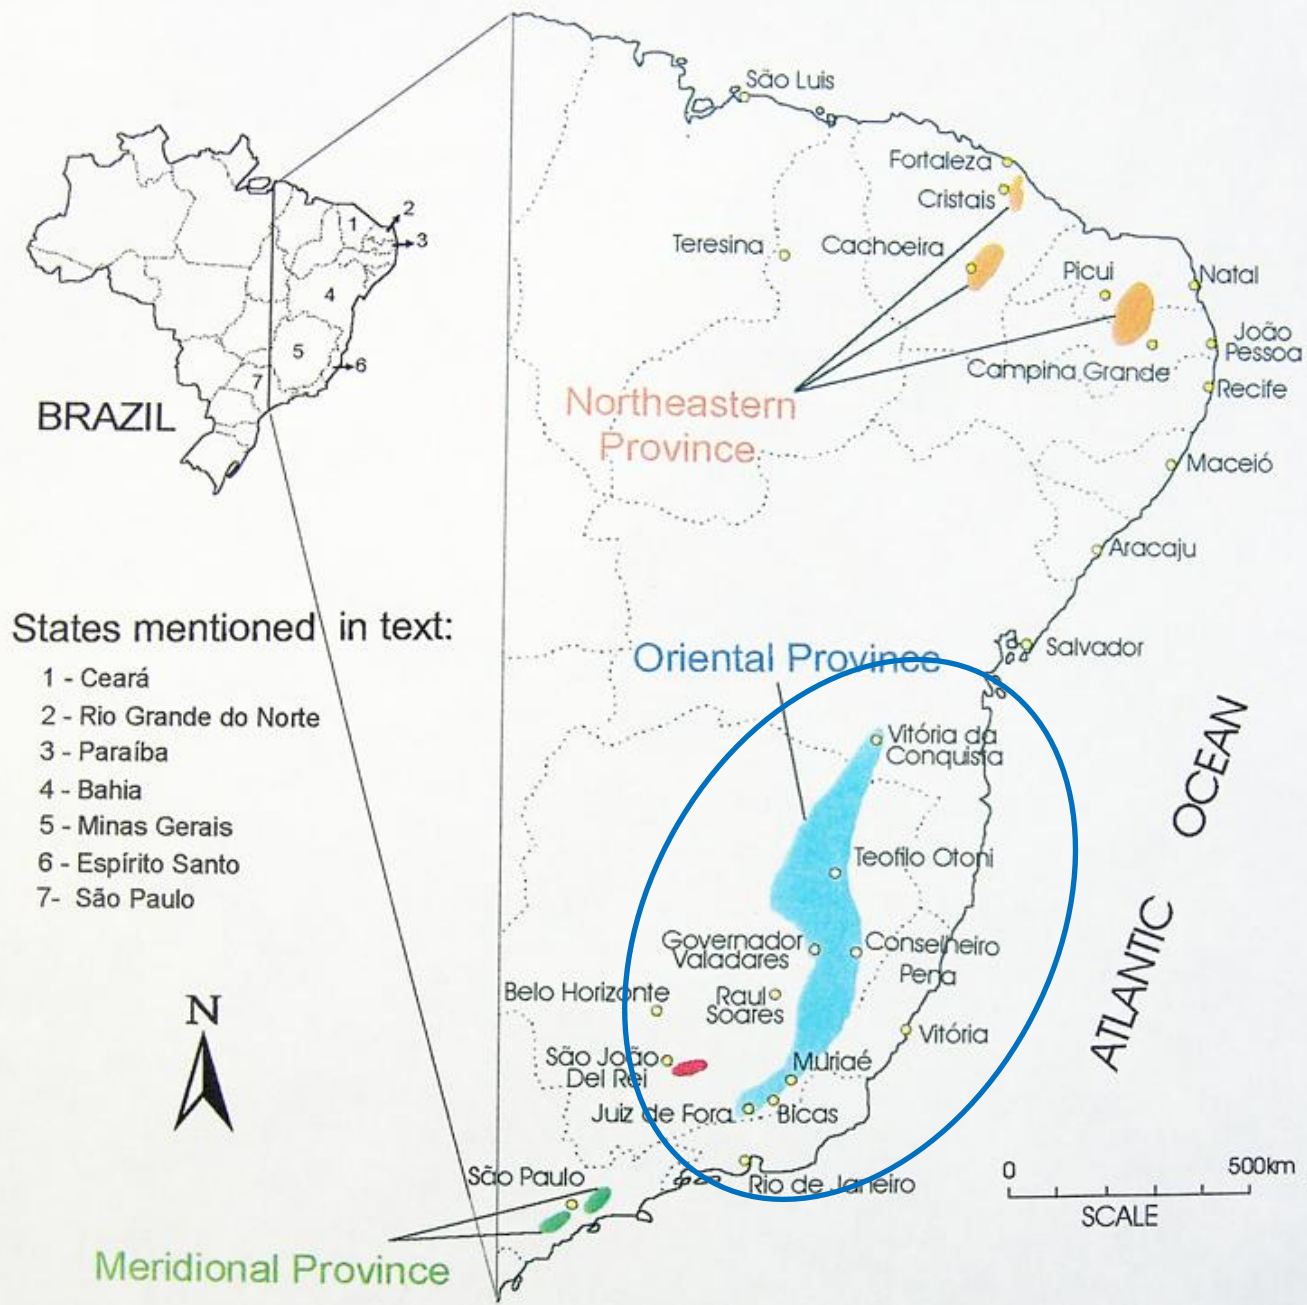 São Luis
Fortaleza
Cristais
Teresina
Cachoeira
Picui
Natal
João
Pessoa
Campina Grande
Recife
Northeastern
Province
Maceió
Aracaju
1
2
3
4
5
6
7
BRAZIL
States mentioned in text:
1 - Ceará
2 - Rio Grande do Norte
3 - Paraíba
4 - Bahia
5 - Minas Gerais
6 - Espírito Santo
7- São Paulo
Oriental Province
Salvador
Vitória da
Conquista
Teofilo Otoni
Governador
Valadares
Conselheiro
Pena
Belo Horizonte
Raul
Soares
Vitória
São João
Del Rei
Muriaé
Juiz de Fora
Bicas
São Paulo
Rio de Janeiro
Meridional Province
ATLANTIC OCEAN
N
0 500km
SCALE